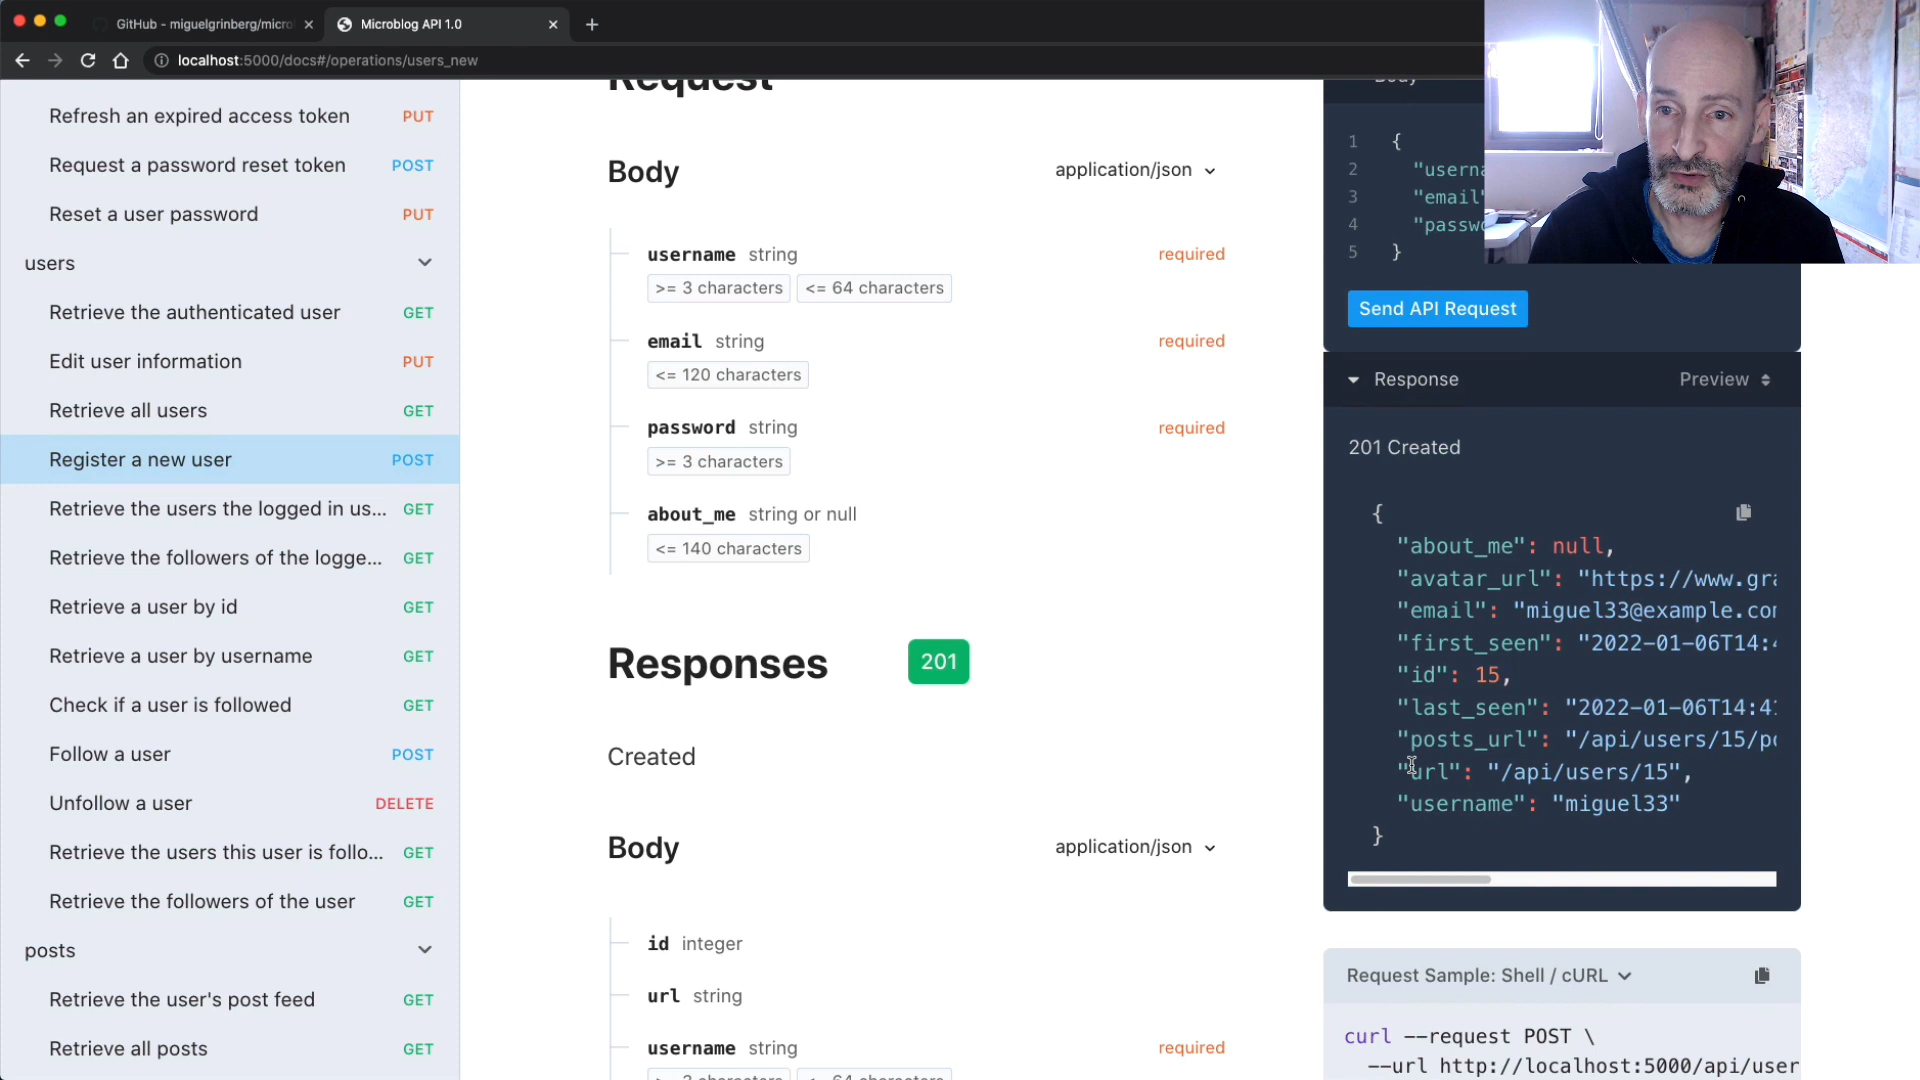 GitHub - miguelgrinberg/micro
Microblog API 1.0
localhost:5000/docs#/operations/users_new
Refresh an expired access token PUT
Request a password reset token POST
Reset a user password PUT
users
Retrieve the authenticated user GET
Edit user information PUT
Retrieve all users GET
Register a new user POST
Retrieve the users the logged in us... GET
Retrieve the followers of the logge... GET
Retrieve a user by id GET
Retrieve a user by username GET
Check if a user is followed GET
Follow a user POST
Unfollow a user DELETE
Retrieve the users this user is follo... GET
Retrieve the followers of the user GET
posts
Retrieve the user's post feed GET
Retrieve all posts GET
Request
Body application/json
username string required
>= 3 characters <= 64 characters
email string required
<= 120 characters
password string required
>= 3 characters
about_me string or null
<= 140 characters
Responses 201
Created
Body application/json
id integer
url string
username string required
>= 3 characters <= 64 characters
Body
1 {
2 "userna
3 "email"
4 "passwo
5 }
Send API Request
Response Preview
201 Created
{
"about_me": null,
"avatar_url": "https://www.gra
"email": "miguel33@example.com
"first_seen": "2022-01-06T14:4
"id": 15,
"last_seen": "2022-01-06T14:41
"posts_url": "/api/users/15/po
"url": "/api/users/15",
"username": "miguel33"
}
Request Sample: Shell / cURL
curl --request POST \
--url http://localhost:5000/api/user